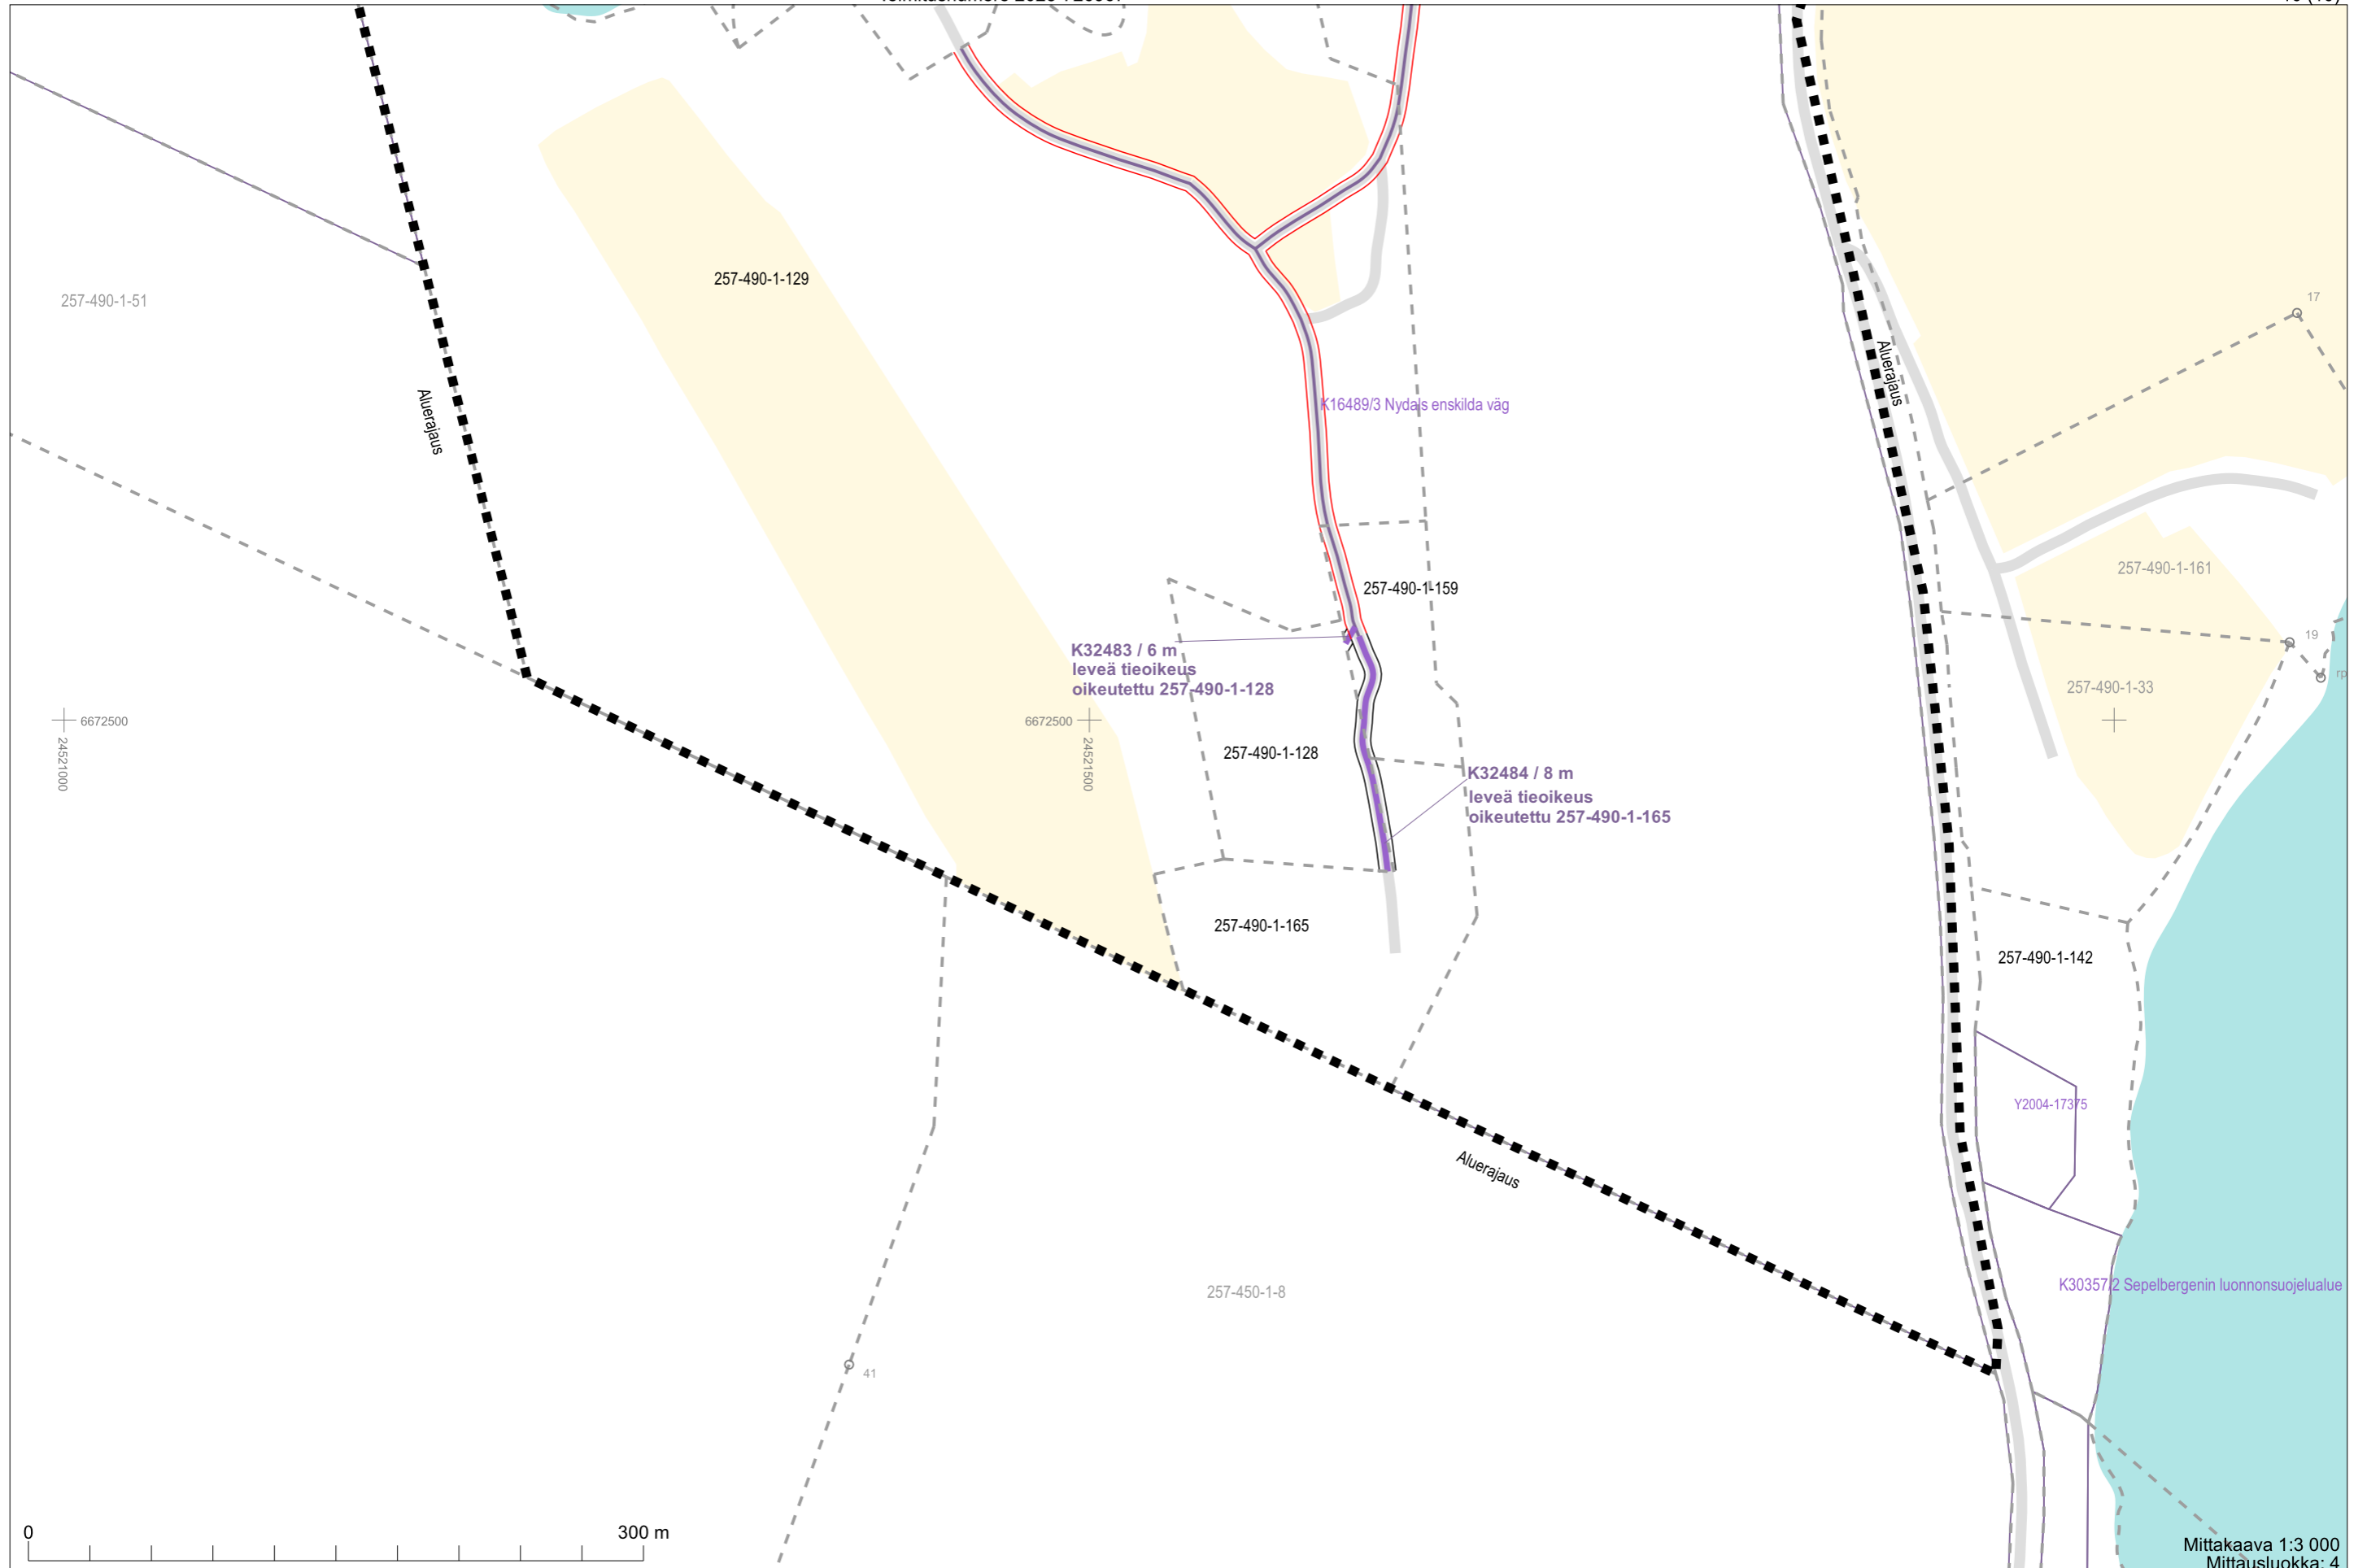 257-490-1-129
257-490-1-51
17
Aluerajaus
Aluerajaus
K16489/3 Nydals enskilda väg
257-490-1-161
257-490-1-159
19
K32483 / 6 m
leveä tieoikeus
oikeutettu 257-490-1-128
rp
257-490-1-33
6672500
24521000
6672500
24521500
257-490-1-128
K32484 / 8 m
leveä tieoikeus
oikeutettu 257-490-1-165
257-490-1-165
257-490-1-142
Y2004-17375
Aluerajaus
K30357/2 Sepelbergenin luonnonsuojelualue
257-450-1-8
41
0
300 m
Mittakaava 1:3 000
Mittausluokka: 4